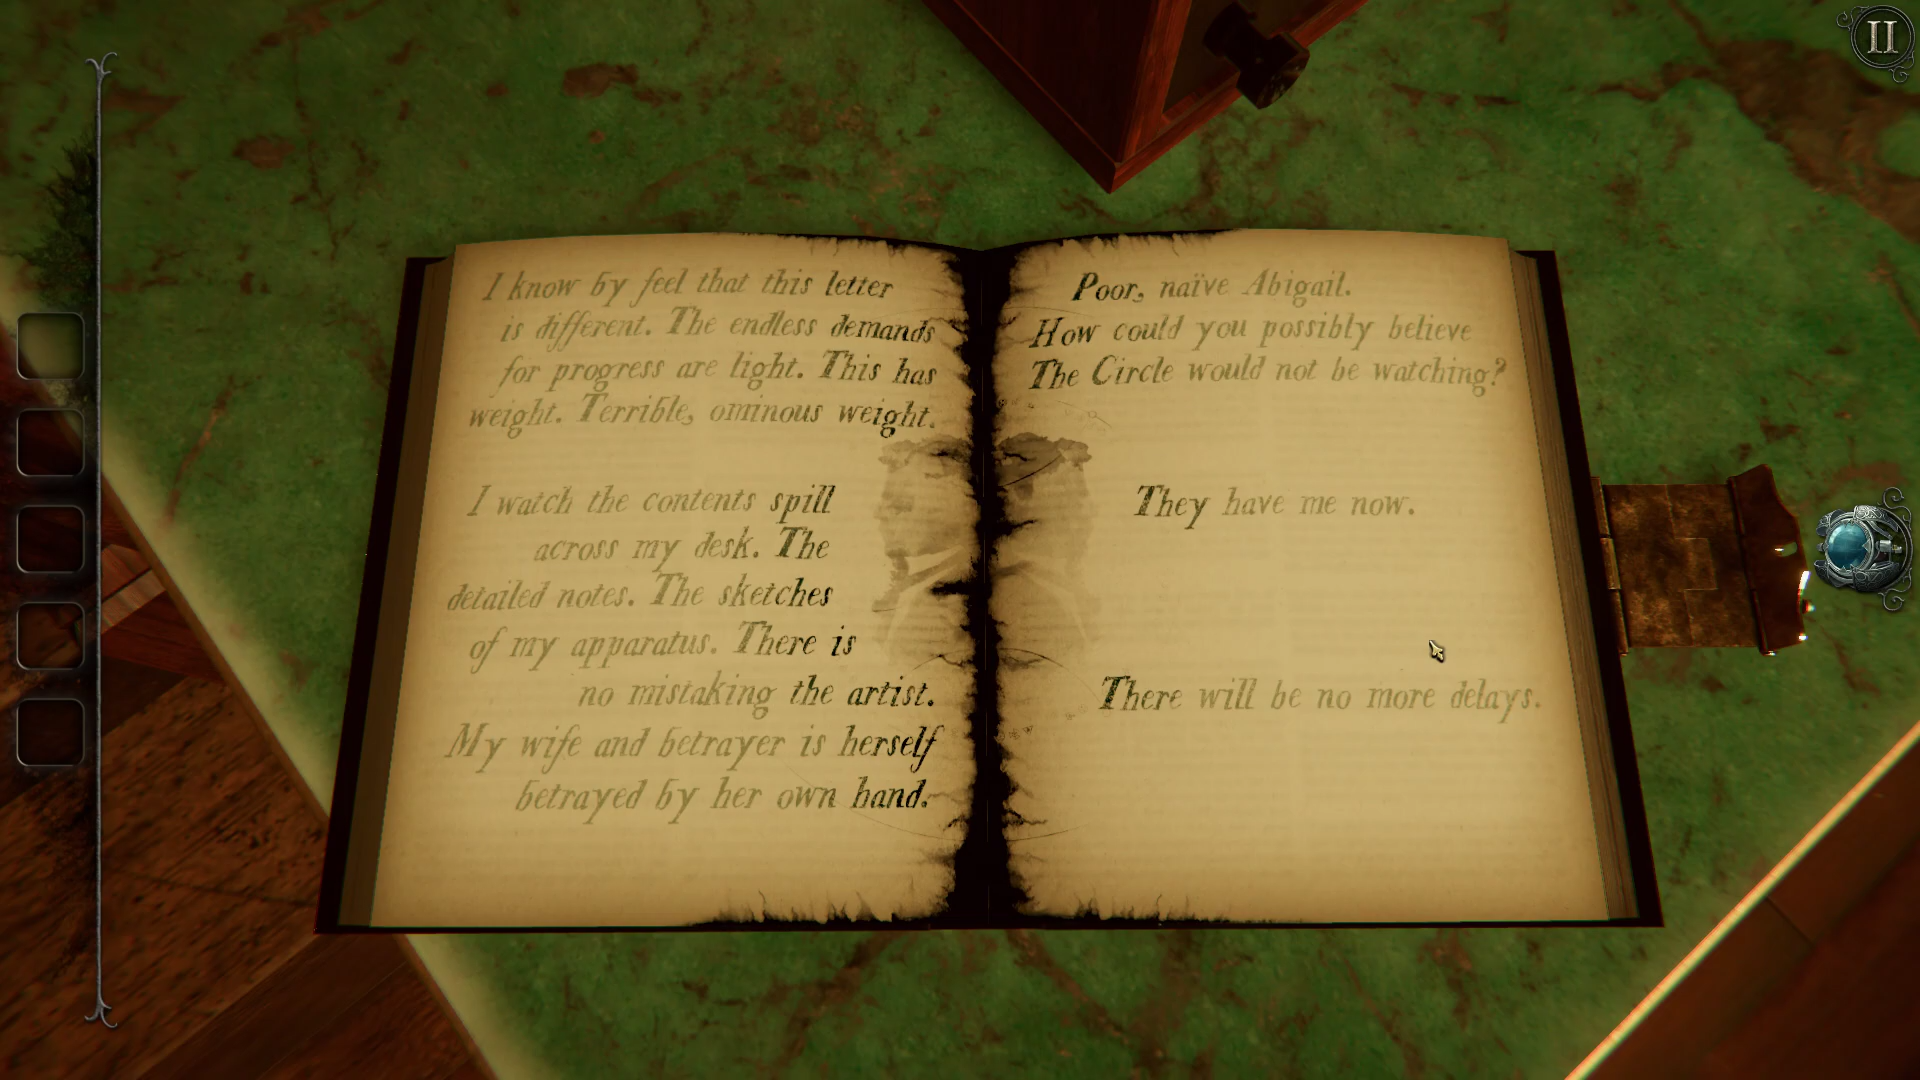 II
I know by feel that this letter
is different. The endless demands
for progress are light. This has
weight. Terrible, ominous weight.
I watch the contents spill
across my desk. The
detailed notes. The sketches
of my apparatus. There is
no mistaking the artist.
My wife and betrayer is herself
betrayed by her own hand.
Poor, naïve Abigail.
How could you possibly believe
The Circle would not be watching?
They have me now.
There will be no more delays.